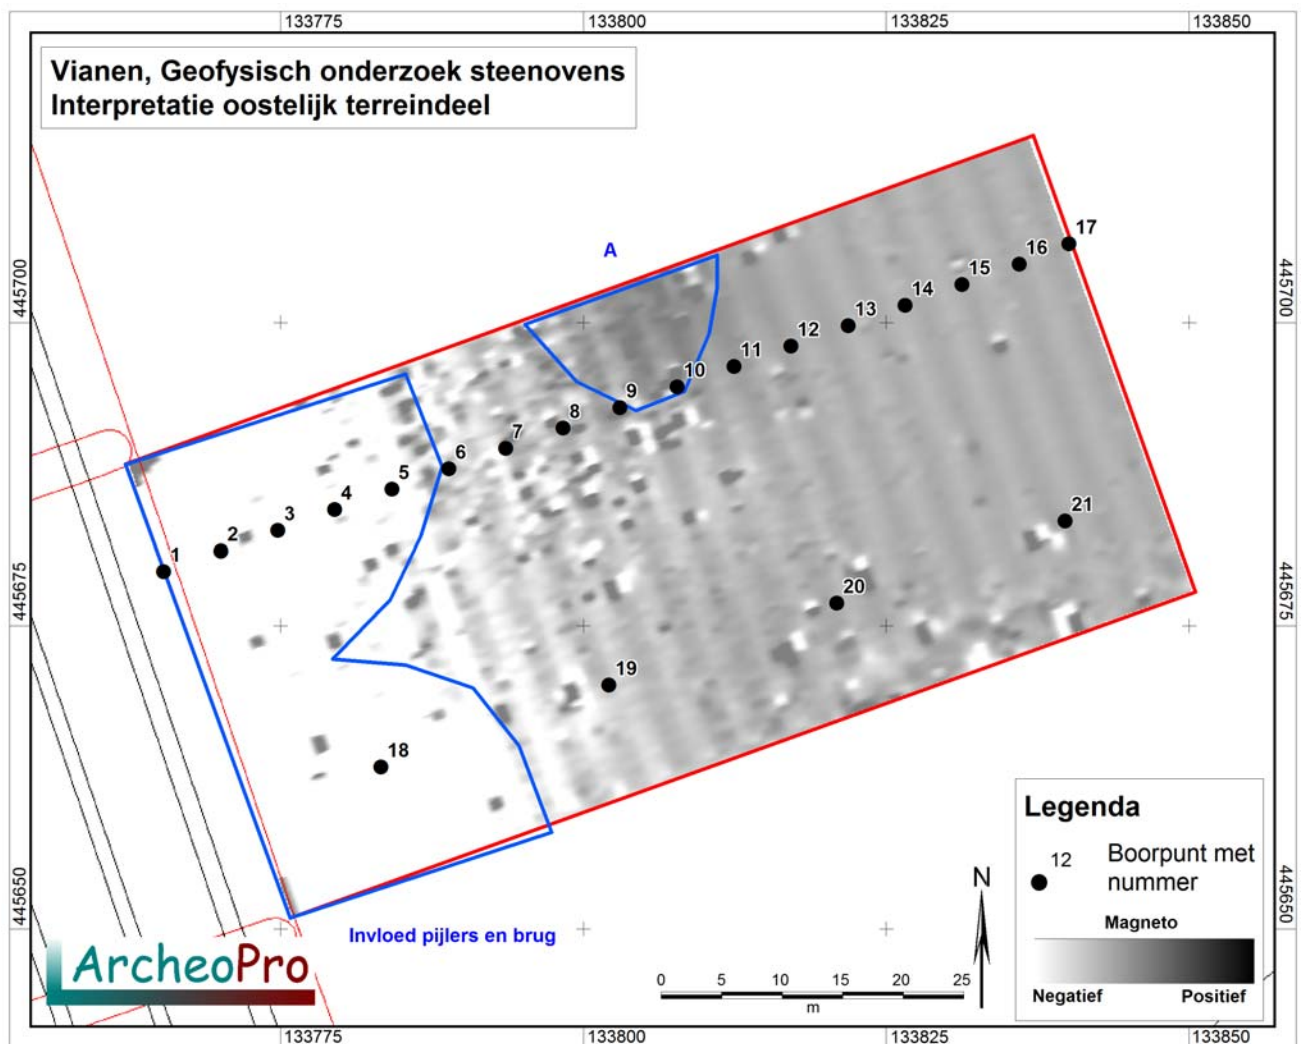 133775
133800
133825
133850
Vianen, Geofysisch onderzoek steenovens
Interpretatie oostelijk terreindeel
A
17
16
15
14
13
12
11
10
9
8
7
6
5
4
3
2
1
21
20
19
18
445700
445675
445650
445700
445675
445650
Invloed pijlers en brug
ArcheoPro
0 5 10 15 20 25
m
N
Legenda
12 Boorpunt met
nummer
Magneto
Negatief Positief
133775
133800
133825
133850